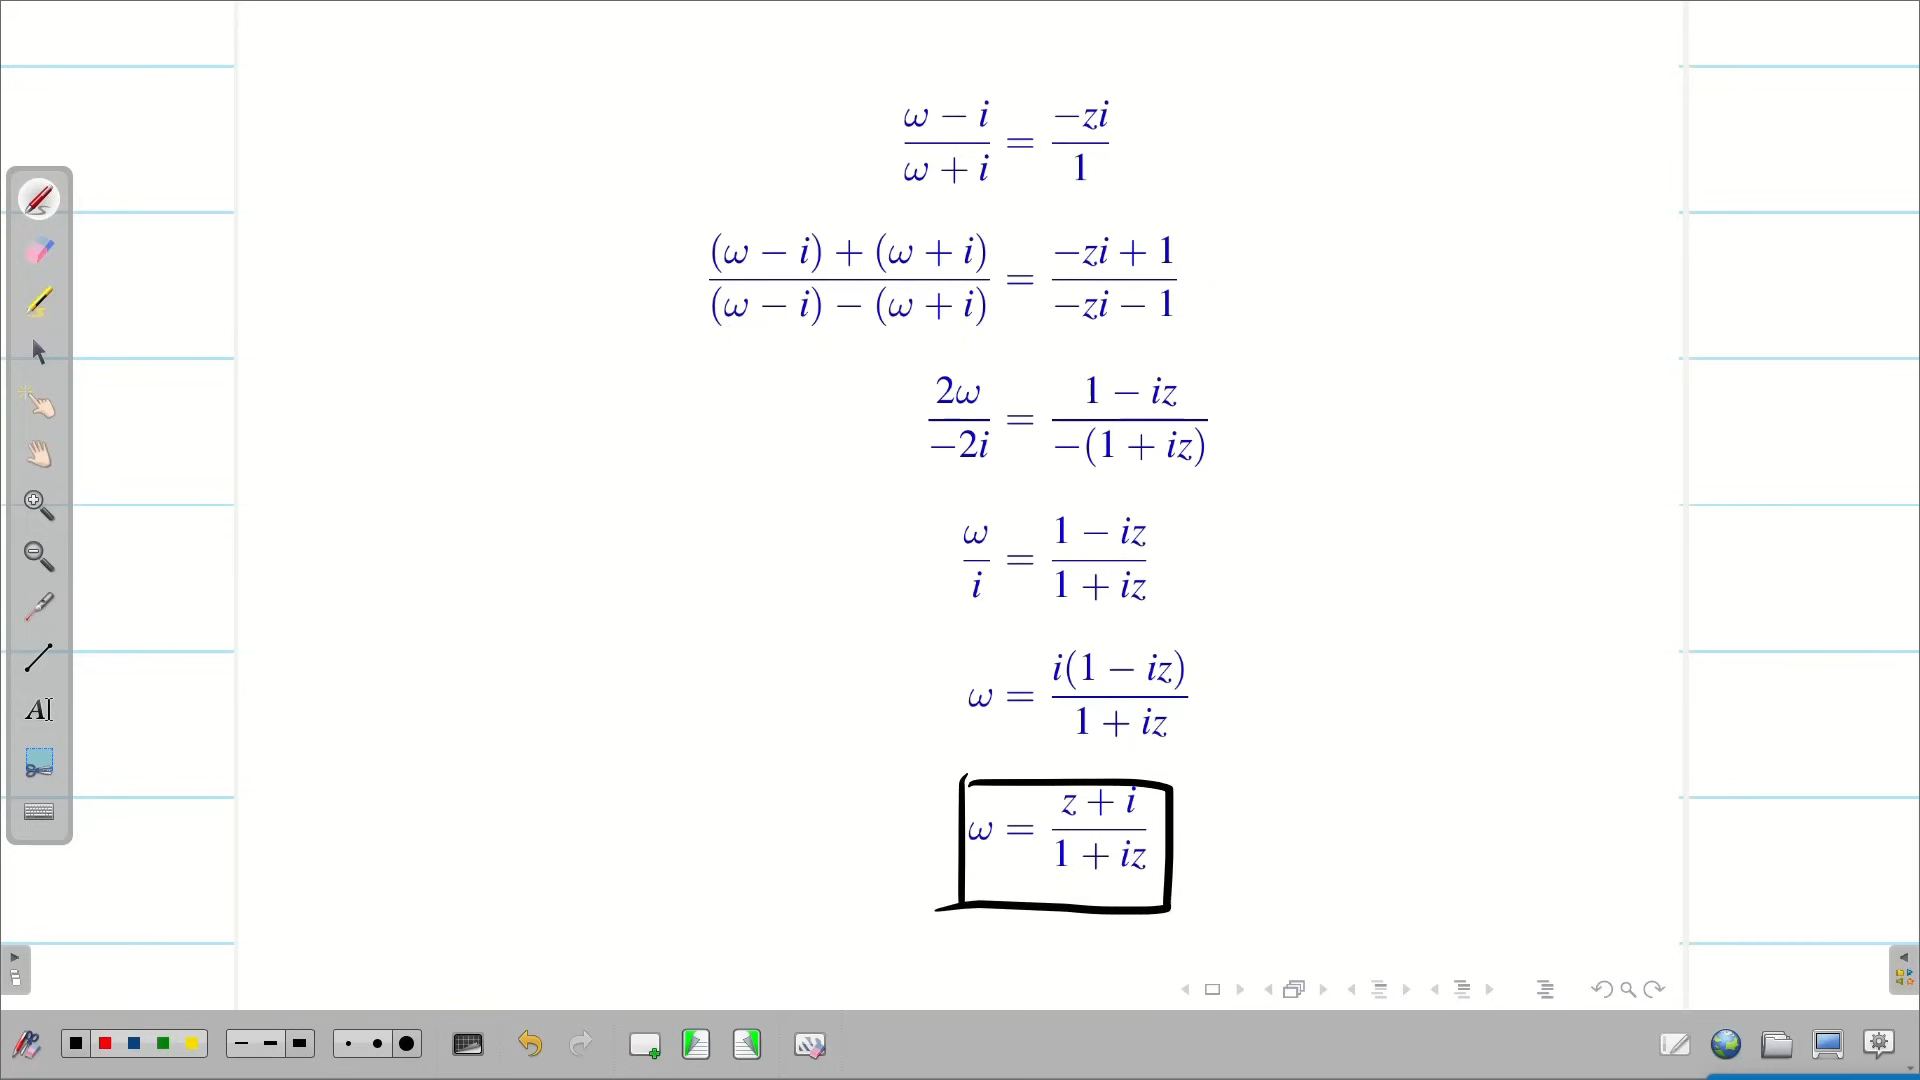 (ω − i)/(ω + i) = −zi/1
((ω − i) + (ω + i))/((ω − i) − (ω + i)) = (−zi + 1)/(−zi − 1)
2ω/−2i = (1 − iz)/−(1 + iz)
ω/i = (1 − iz)/(1 + iz)
ω = i(1 − iz)/(1 + iz)
ω = (z + i)/(1 + iz)
A